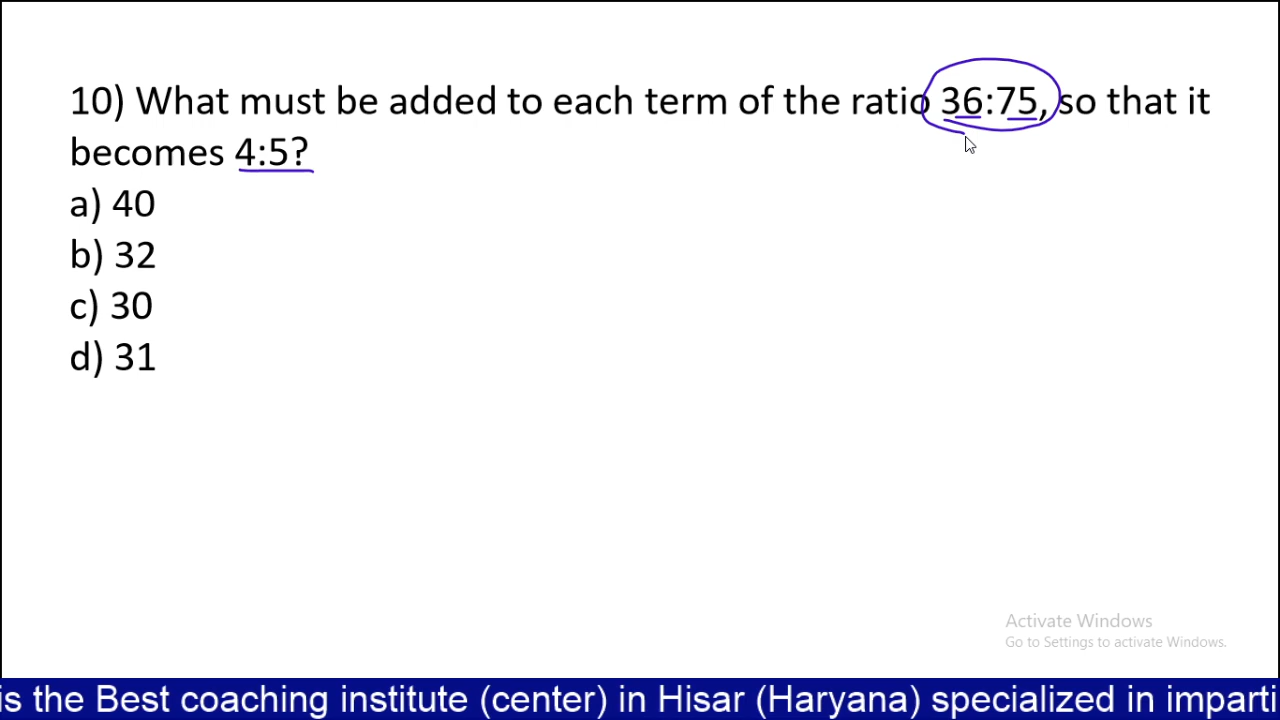 10) What must be added to each term of the ratio 36:75, so that it
becomes 4:5?
a) 40
b) 32
c) 30
d) 31
Activate Windows
Go to Settings to activate Windows.
is the Best coaching institute (center) in Hisar (Haryana) specialized in imparti